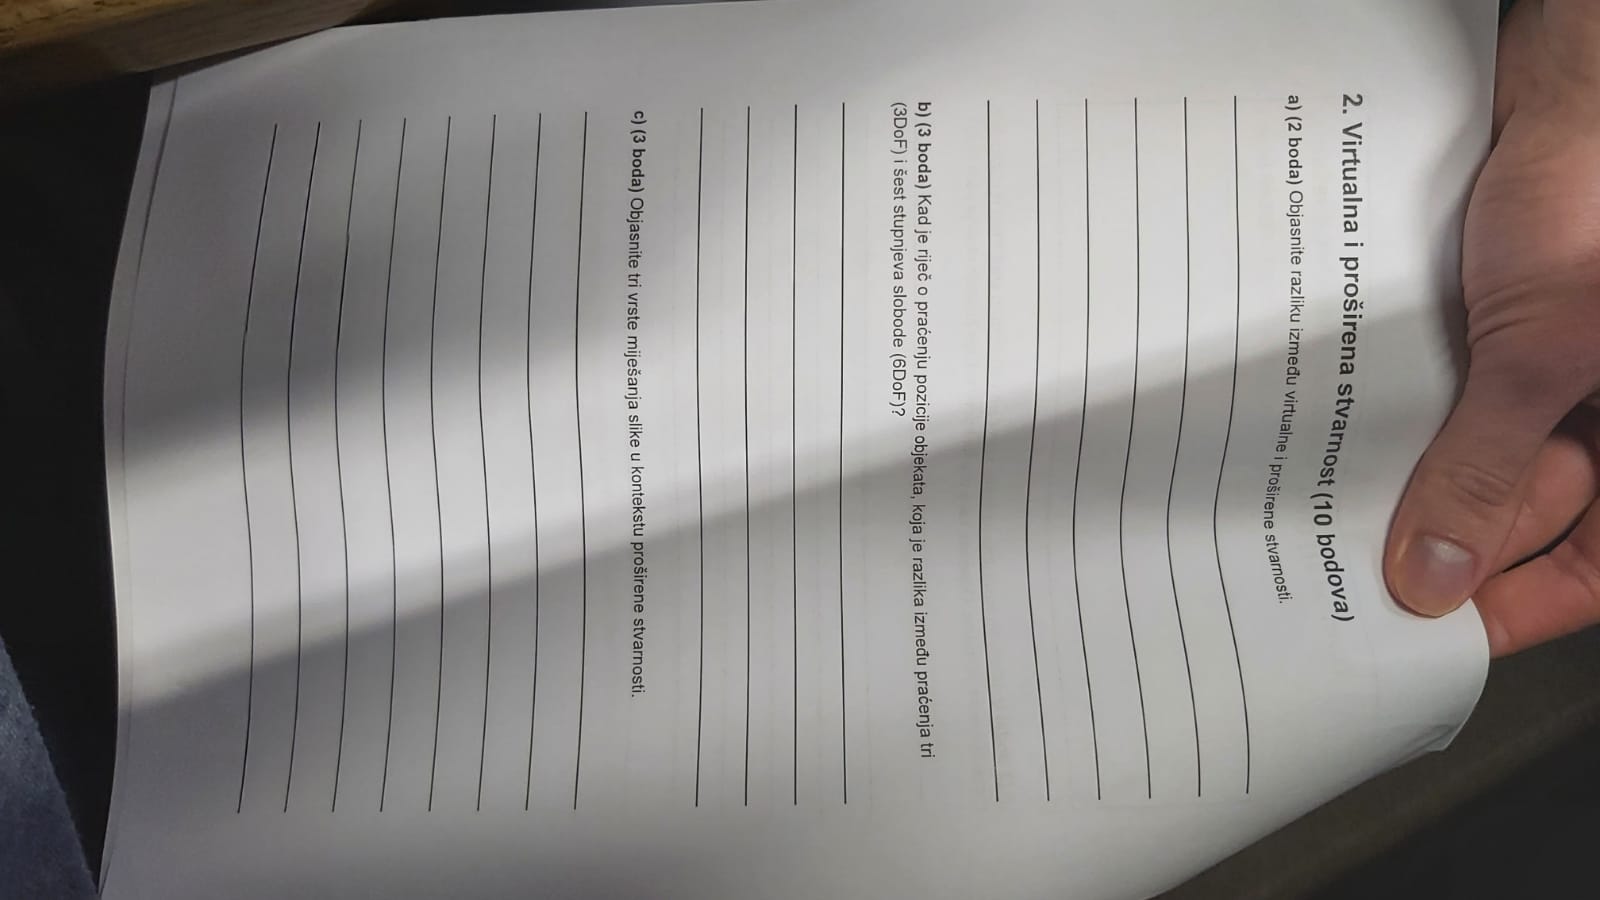 2. Virtualna i proširena stvarnost (10 bodova)
a) (2 boda) Objasnite razliku između virtualne i proširene stvarnosti.
b) (3 boda) Kad je riječ o praćenju pozicije objekata, koja je razlika između praćenja tri
(3DoF) i šest stupnjeva slobode (6DoF)?
c) (3 boda) Objasnite tri vrste miješanja slike u kontekstu proširene stvarnosti.